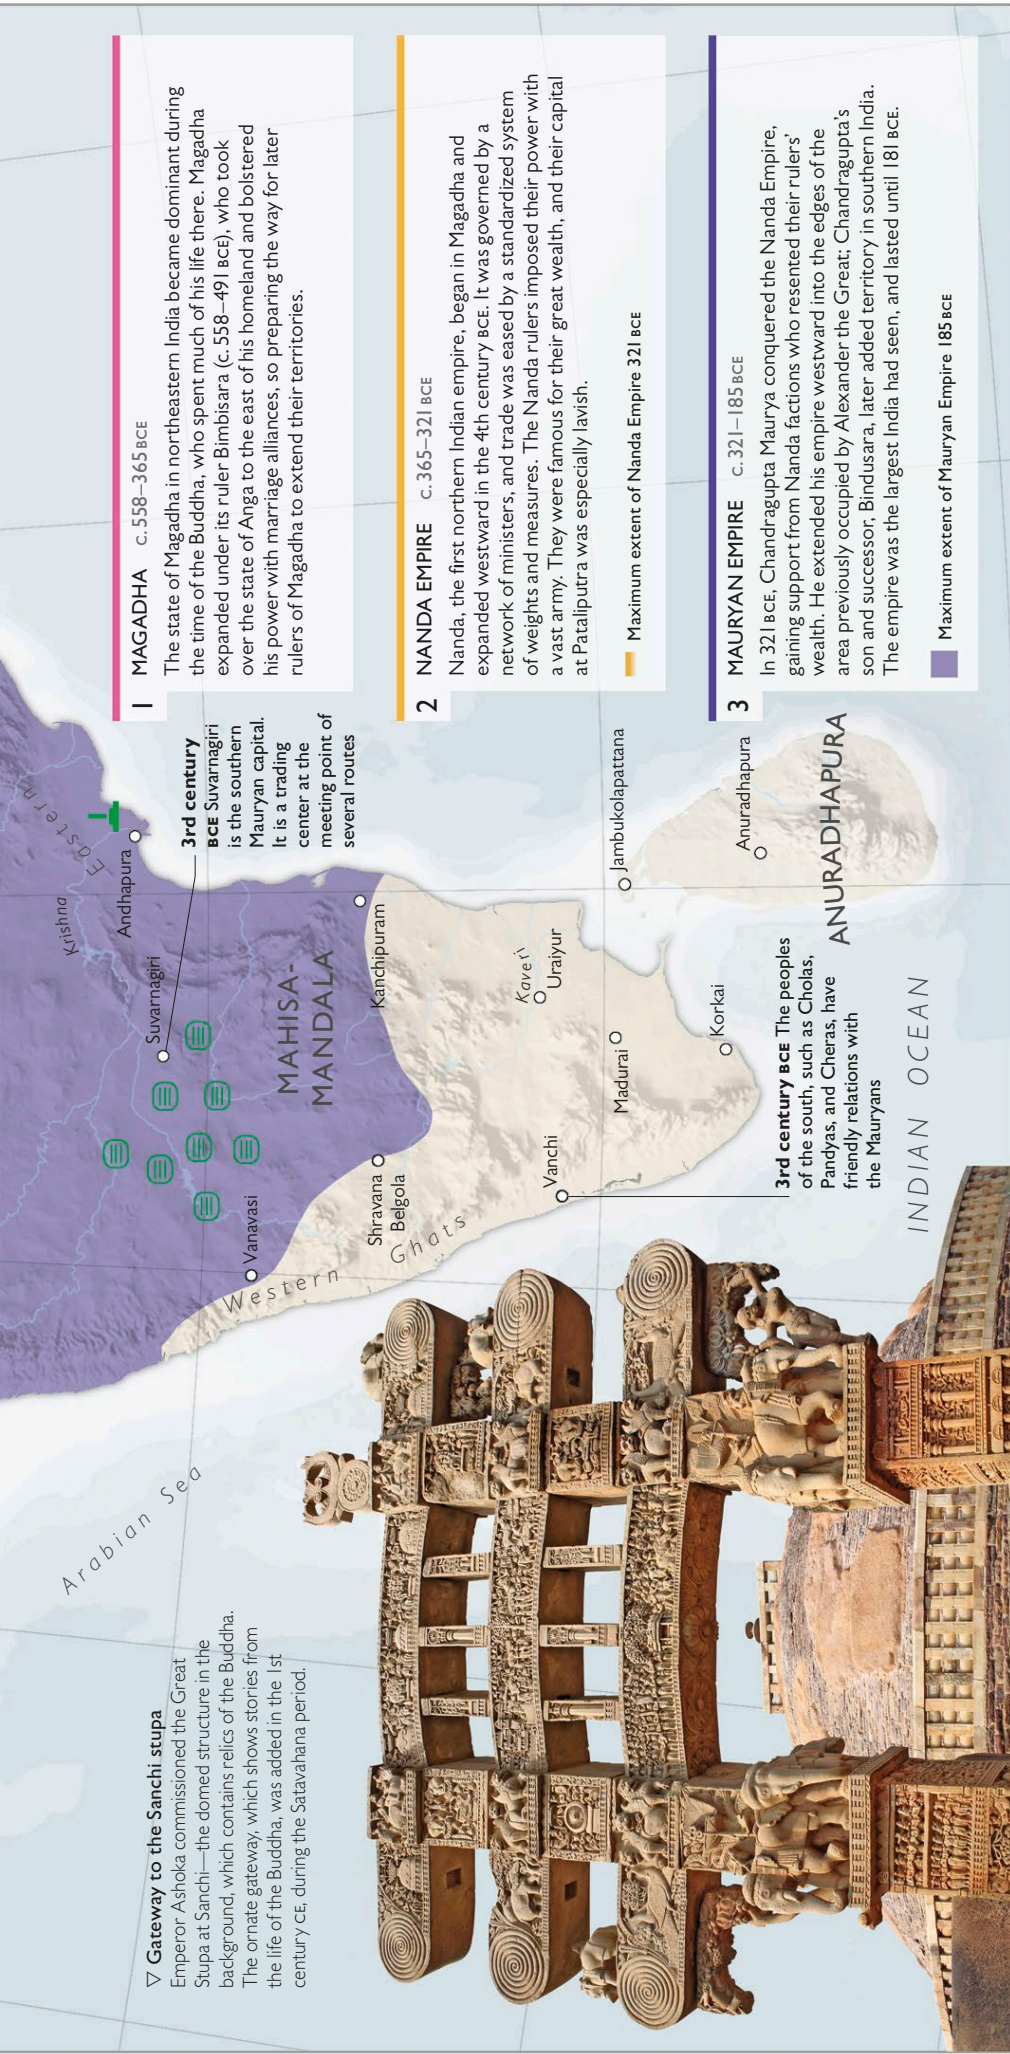 ▽ Gateway to the Sanchi stupa
Emperor Ashoka commissioned the Great
Stupa at Sanchi—the domed structure in the
background, which contains relics of the Buddha.
The ornate gateway, which shows stories from
the life of the Buddha, was added in the 1st
century CE, during the Satavahana period.
Arabian Sea
Western Ghats
Eastern
Krishna
Andhapura
Suvarnagiri
3rd century
BCE Suvarnagiri
is the southern
Mauryan capital.
It is a trading
center at the
meeting point of
several routes
Vanavasi
MAHISA-
MANDALA
Kanchipuram
Shravana
Belgola
Kaveri
Uraiyur
Vanchi
Madurai
Jambukolapattana
Korkai
Anuradhapura
ANURADHAPURA
3rd century BCE The peoples
of the south, such as Cholas,
Pandyas, and Cheras, have
friendly relations with
the Mauryans
INDIAN OCEAN
1 MAGADHA c.558–365 BCE
The state of Magadha in northeastern India became dominant during
the time of the Buddha, who spent much of his life there. Magadha
expanded under its ruler Bimbisara (c.558–491 BCE), who took
over the state of Anga to the east of his homeland and bolstered
his power with marriage alliances, so preparing the way for later
rulers of Magadha to extend their territories.
2 NANDA EMPIRE c.365–321 BCE
Nanda, the first northern Indian empire, began in Magadha and
expanded westward in the 4th century BCE. It was governed by a
network of ministers, and trade was eased by a standardized system
of weights and measures. The Nanda rulers imposed their power with
a vast army. They were famous for their great wealth, and their capital
at Pataliputra was especially lavish.
Maximum extent of Nanda Empire 321 BCE
3 MAURYAN EMPIRE c.321–185 BCE
In 321 BCE, Chandragupta Maurya conquered the Nanda Empire,
gaining support from Nanda factions who resented their rulers'
wealth. He extended his empire westward into the edges of the
area previously occupied by Alexander the Great; Chandragupta's
son and successor, Bindusara, later added territory in southern India.
The empire was the largest India had seen, and lasted until 181 BCE.
Maximum extent of Mauryan Empire 185 BCE